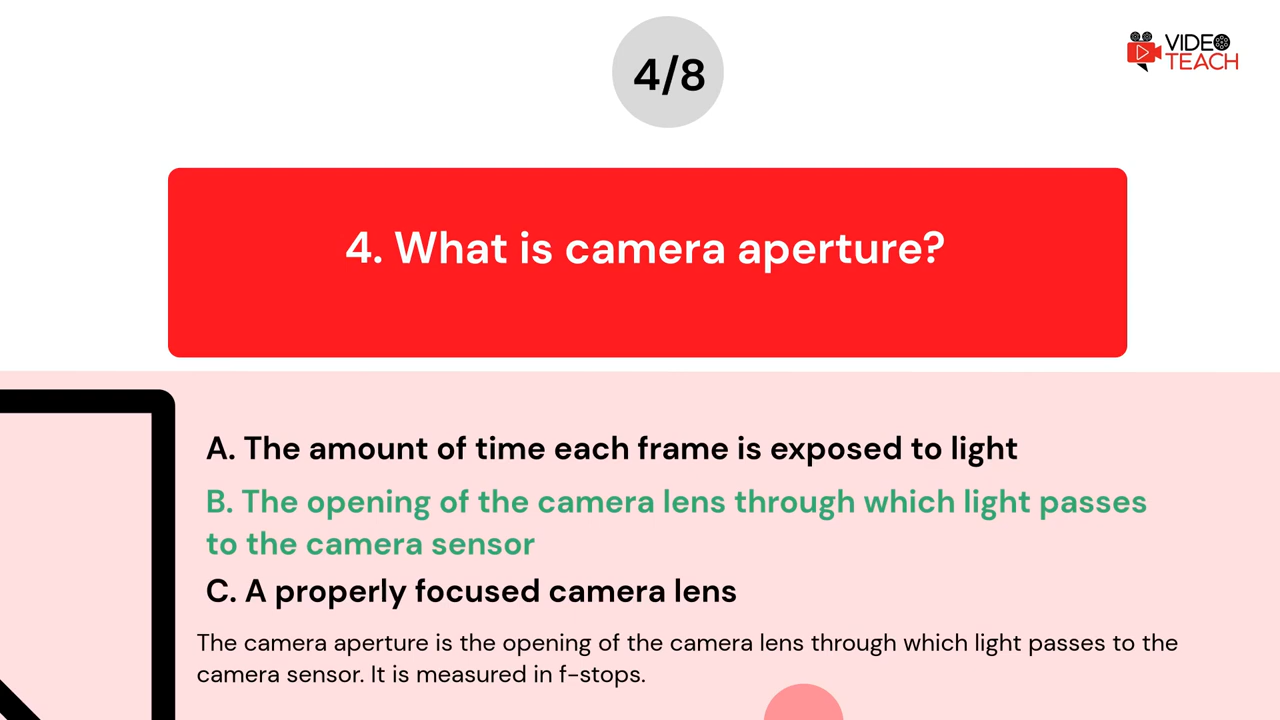 4/8
VIDEO
TEACH
4. What is camera aperture?
A. The amount of time each frame is exposed to light
B. The opening of the camera lens through which light passes
to the camera sensor
C. A properly focused camera lens
The camera aperture is the opening of the camera lens through which light passes to the
camera sensor. It is measured in f-stops.